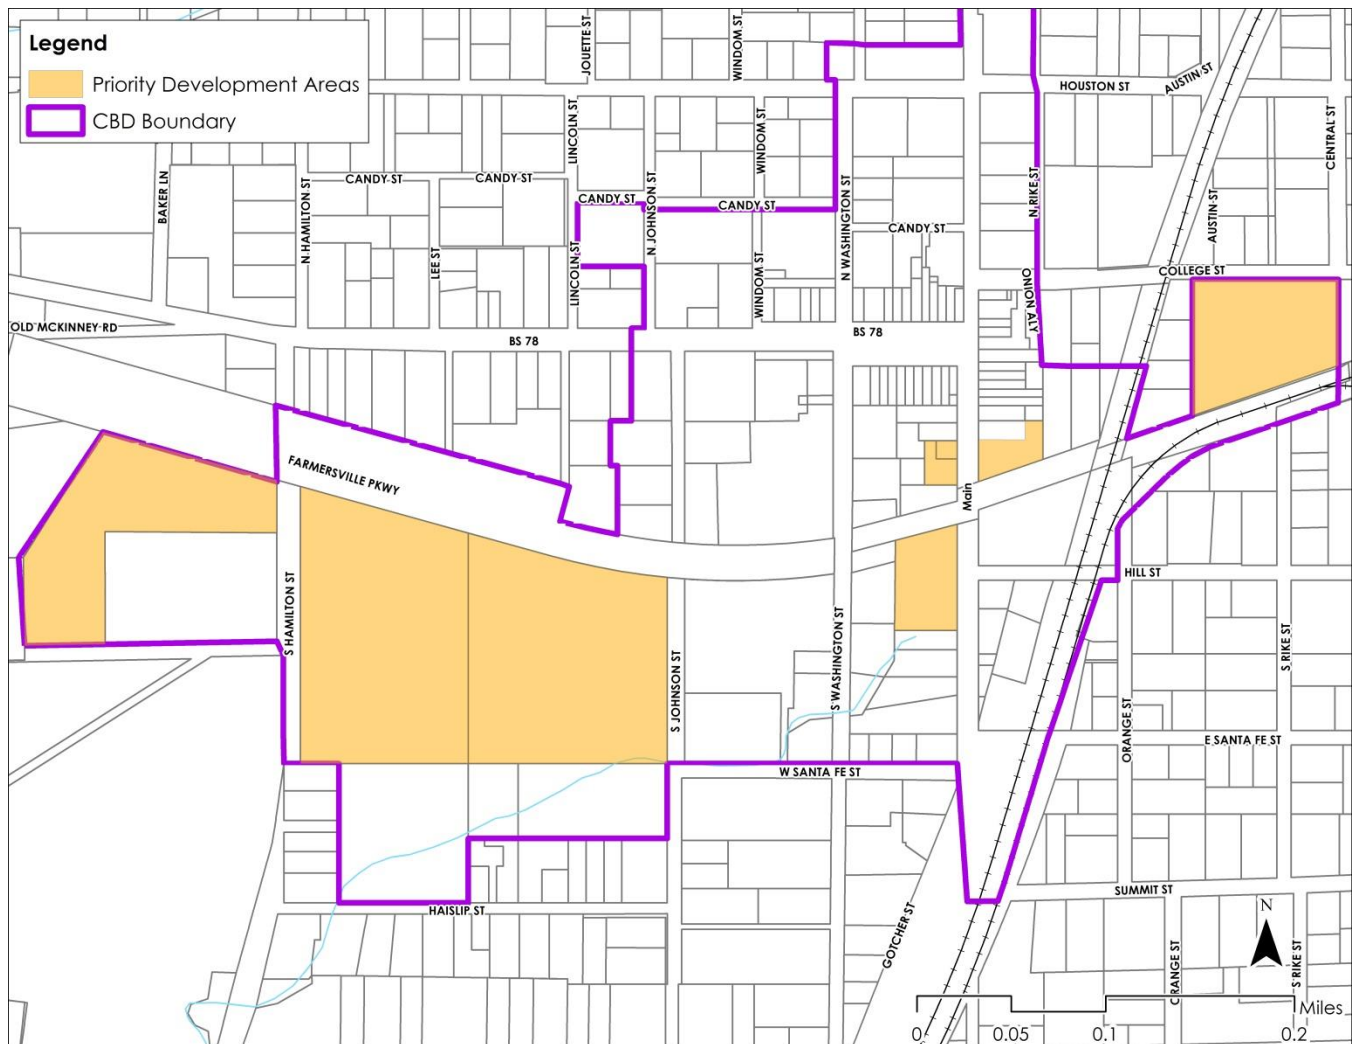 Legend
Priority Development Areas
CBD Boundary
JOUETTE ST
WINDOM ST
HOUSTON ST
AUSTIN ST
LINCOLN ST
WINDOM ST
CENTRAL ST
BAKER LN
N HAMILTON ST
CANDY ST
CANDY ST
CANDY ST
N JOHNSON ST
CANDY ST
N WASHINGTON ST
N RIKE ST
CANDY ST
AUSTIN ST
LEE ST
LINCOLN ST
WINDOM ST
ONION ALY
COLLEGE ST
OLD MCKINNEY RD
BS 78
BS 78
FARMERSVILLE PKWY
Main
HILL ST
S HAMILTON ST
S JOHNSON ST
S WASHINGTON ST
S RIKE ST
ORANGE ST
E SANTA FE ST
W SANTA FE ST
SUMMIT ST
HAISLIP ST
GOTCHER ST
ORANGE ST
S RIKE ST
N
Miles
0 0.05 0.1 0.2